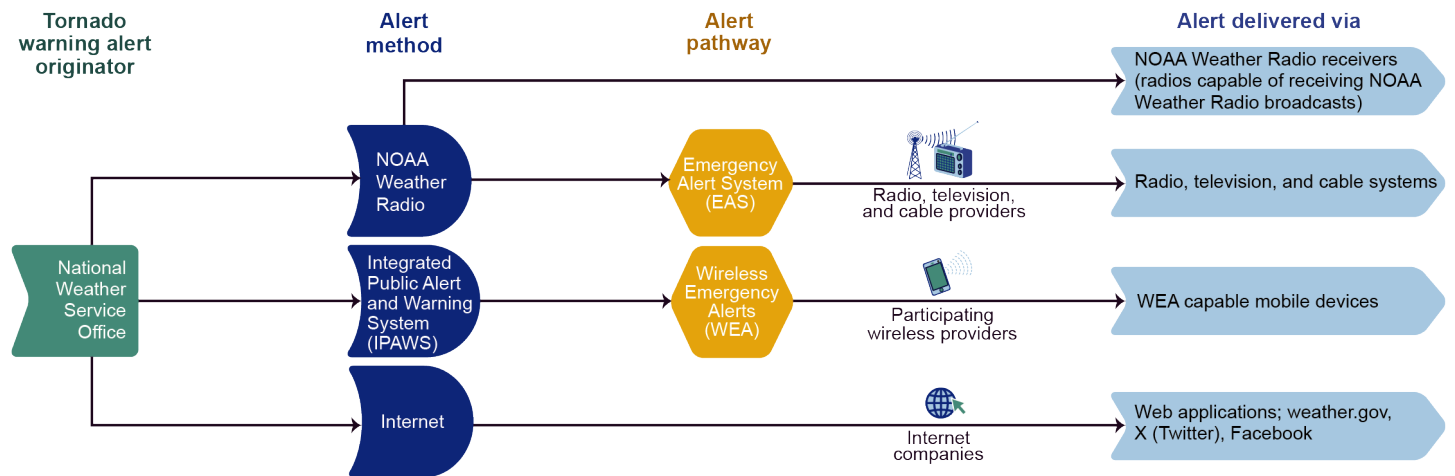 Tornado
warning alert
originator
Alert
method
Alert
pathway
Alert delivered via
NOAA Weather Radio receivers
(radios capable of receiving NOAA
Weather Radio broadcasts)
NOAA
Weather
Radio
Emergency
Alert System
(EAS)
Radio, television,
and cable providers
Radio, television, and cable systems
National
Weather
Service
Office
Integrated
Public Alert
and Warning
System
(IPAWS)
Wireless
Emergency
Alerts
(WEA)
Participating
wireless providers
WEA capable mobile devices
Internet
Internet
companies
Web applications; weather.gov,
X (Twitter), Facebook